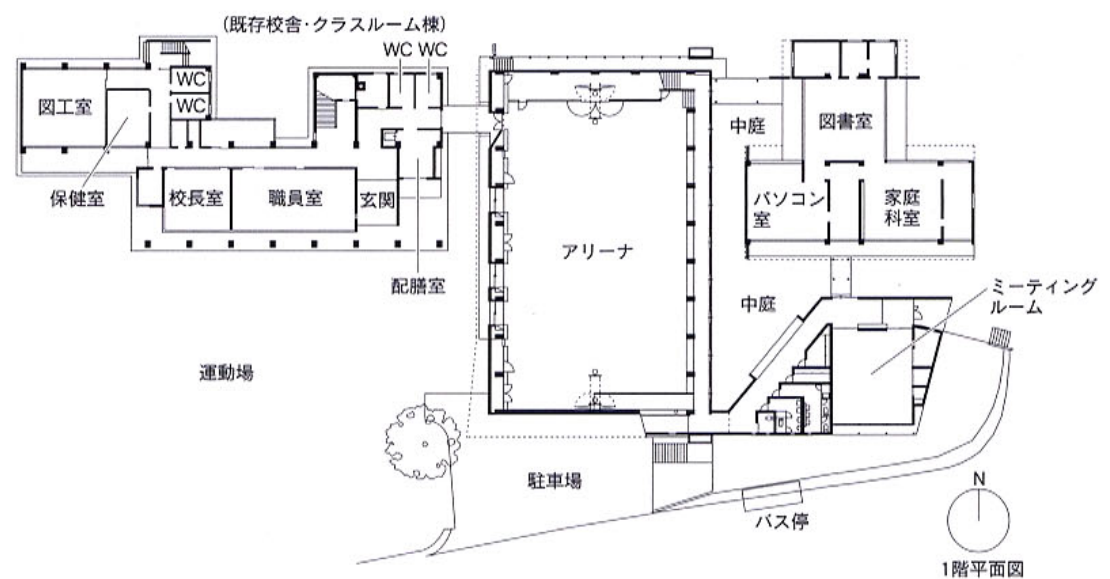 (既存校舎・クラスルーム棟)
WC WC
WC
WC
図工室
保健室
校長室
職員室
玄関
配膳室
アリーナ
中庭
図書室
パソコン
室
家庭
科室
中庭
ミーティング
ルーム
運動場
駐車場
バス停
N
1階平面図